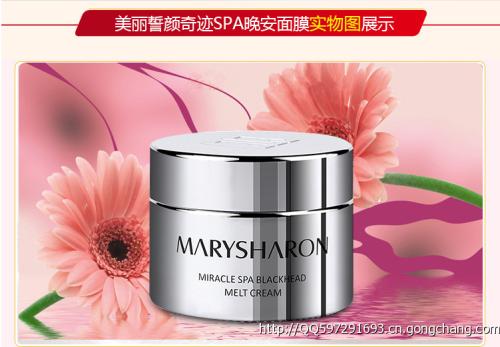 美丽誓颜奇迹SPA晚安面膜实物图展示
MARYSHARON
MIRACLE SPA BLACKHEAD
MELT CREAM
http://QQ597291693.cn.gongchang.com